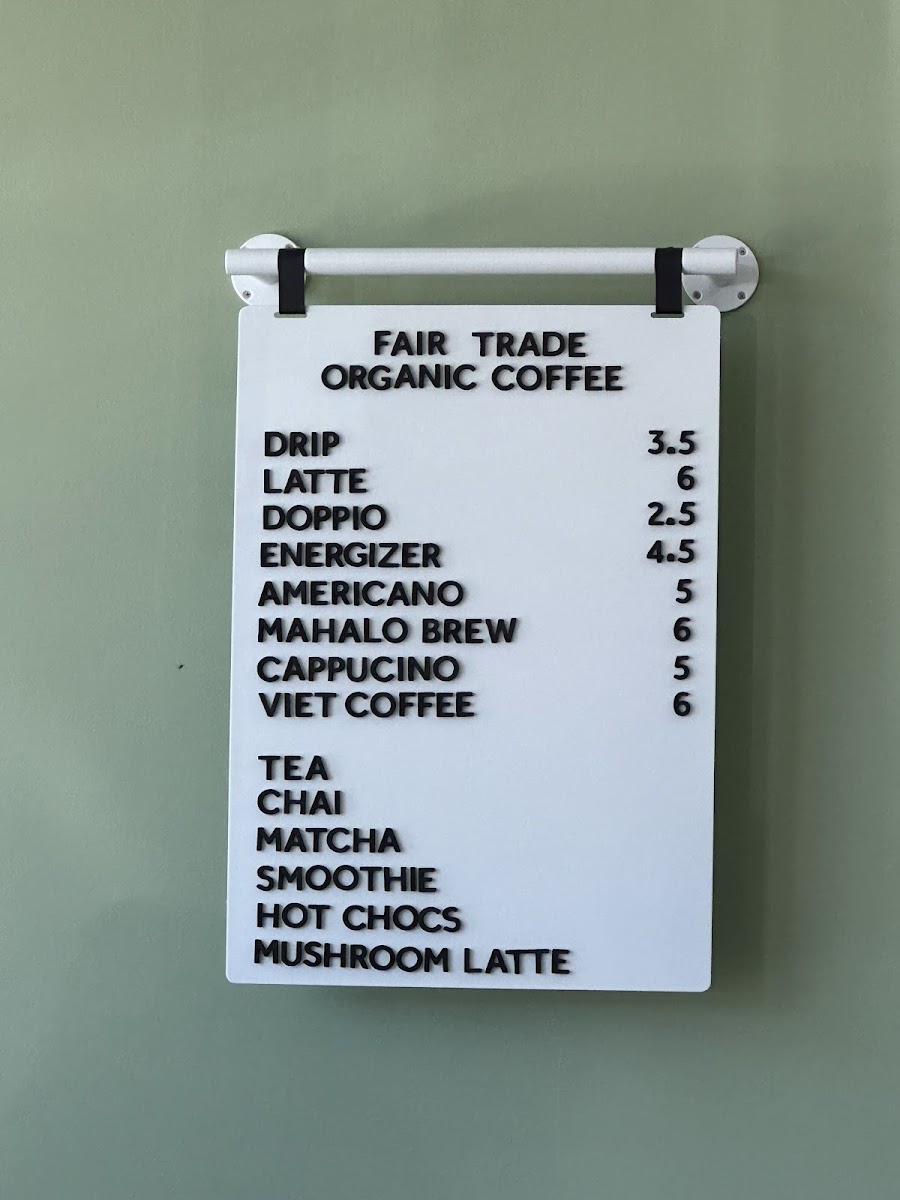 FAIR TRADE
ORGANIC COFFEE
DRIP 3.5
LATTE 6
DOPPIO 2.5
ENERGIZER 4.5
AMERICANO 5
MAHALO BREW 6
CAPPUCINO 5
VIET COFFEE 6
TEA
CHAI
MATCHA
SMOOTHIE
HOT CHOCS
MUSHROOM LATTE